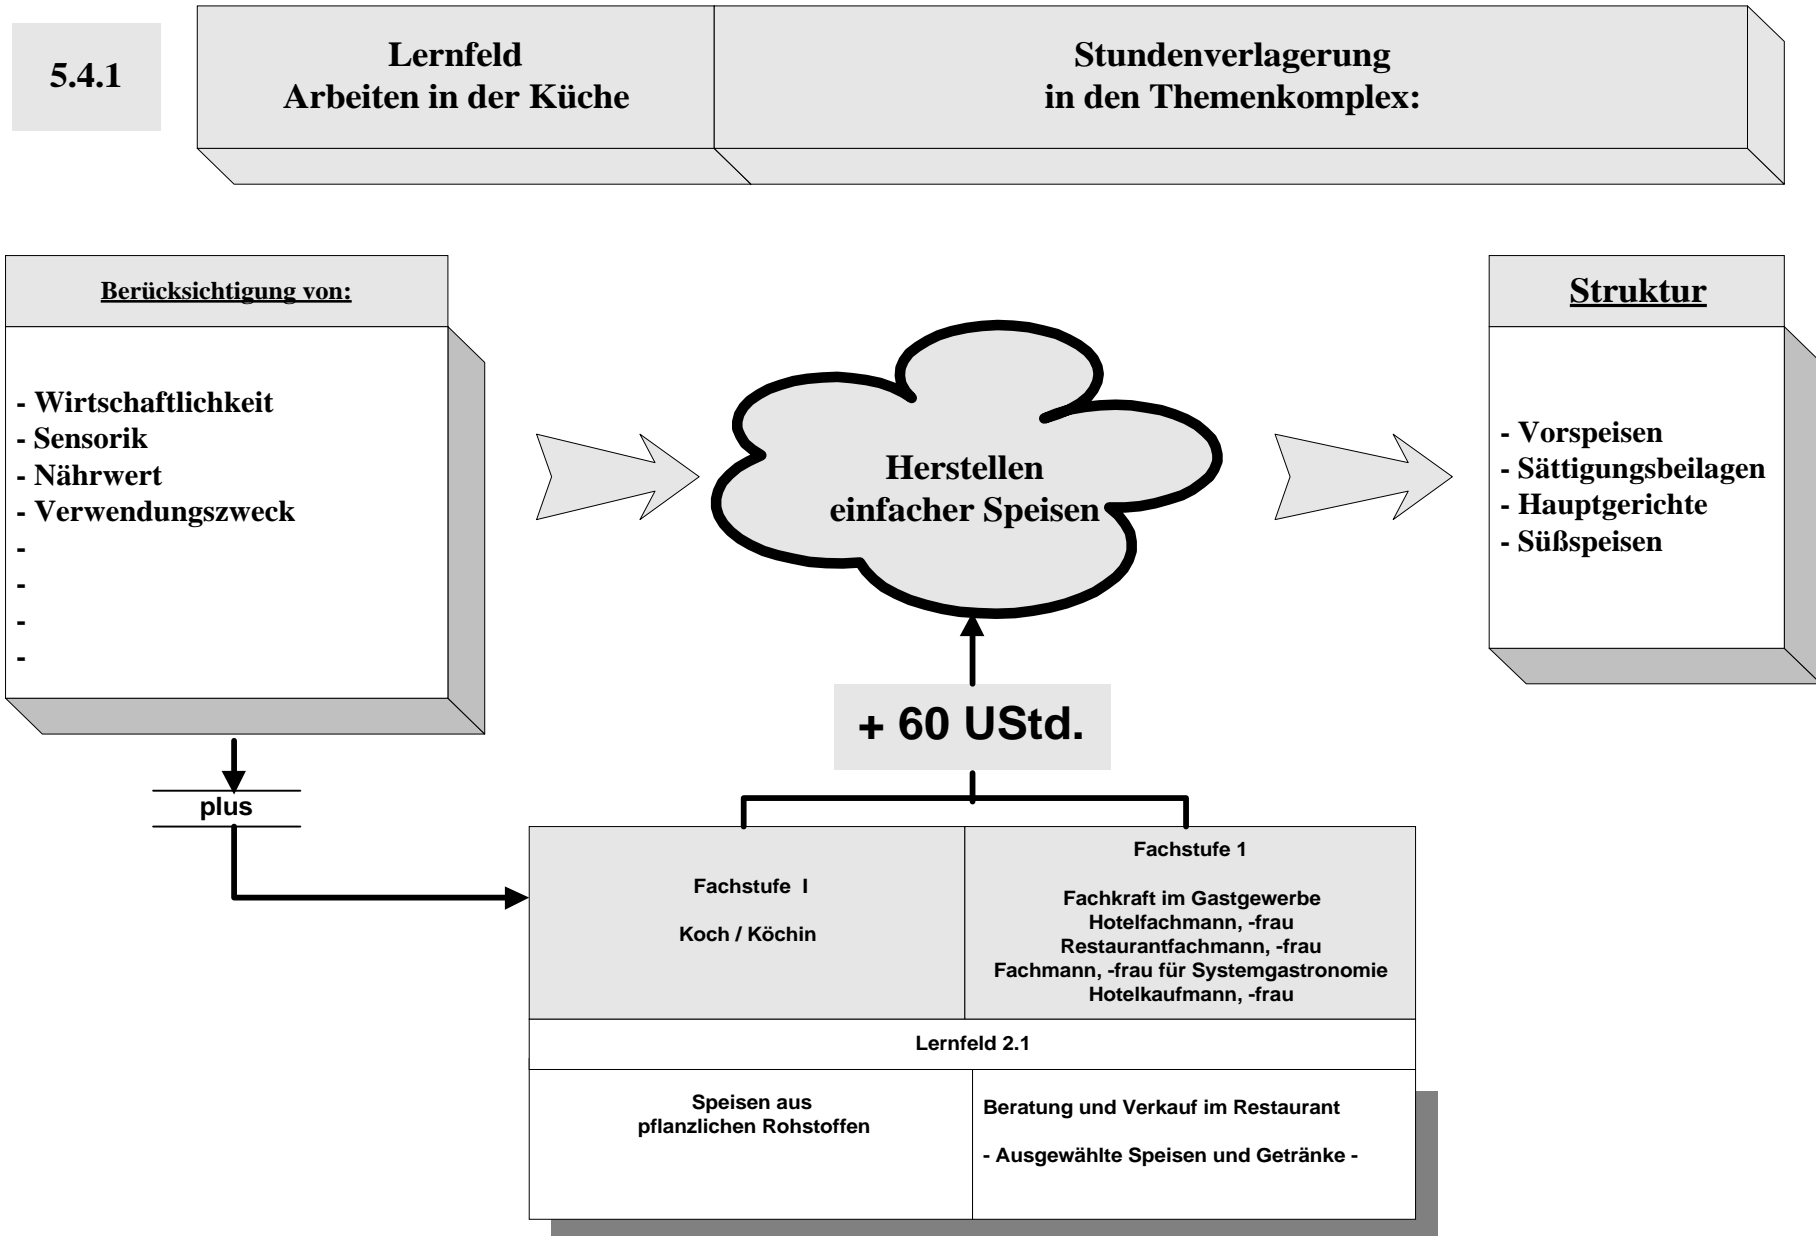 5.4.1
Lernfeld
Arbeiten in der Küche
Stundenverlagerung
in den Themenkomplex:
Berücksichtigung von:
- Wirtschaftlichkeit
- Sensorik
- Nährwert
- Verwendungszweck
-
-
-
-
Herstellen
einfacher Speisen
Struktur
- Vorspeisen
- Sättigungsbeilagen
- Hauptgerichte
- Süßspeisen
+ 60 UStd.
plus
Fachstufe I
Koch / Köchin
Fachstufe 1
Fachkraft im Gastgewerbe
Hotelfachmann, -frau
Restaurantfachmann, -frau
Fachmann, -frau für Systemgastronomie
Hotelkaufmann, -frau
Lernfeld 2.1
Speisen aus
pflanzlichen Rohstoffen
Beratung und Verkauf im Restaurant
- Ausgewählte Speisen und Getränke -